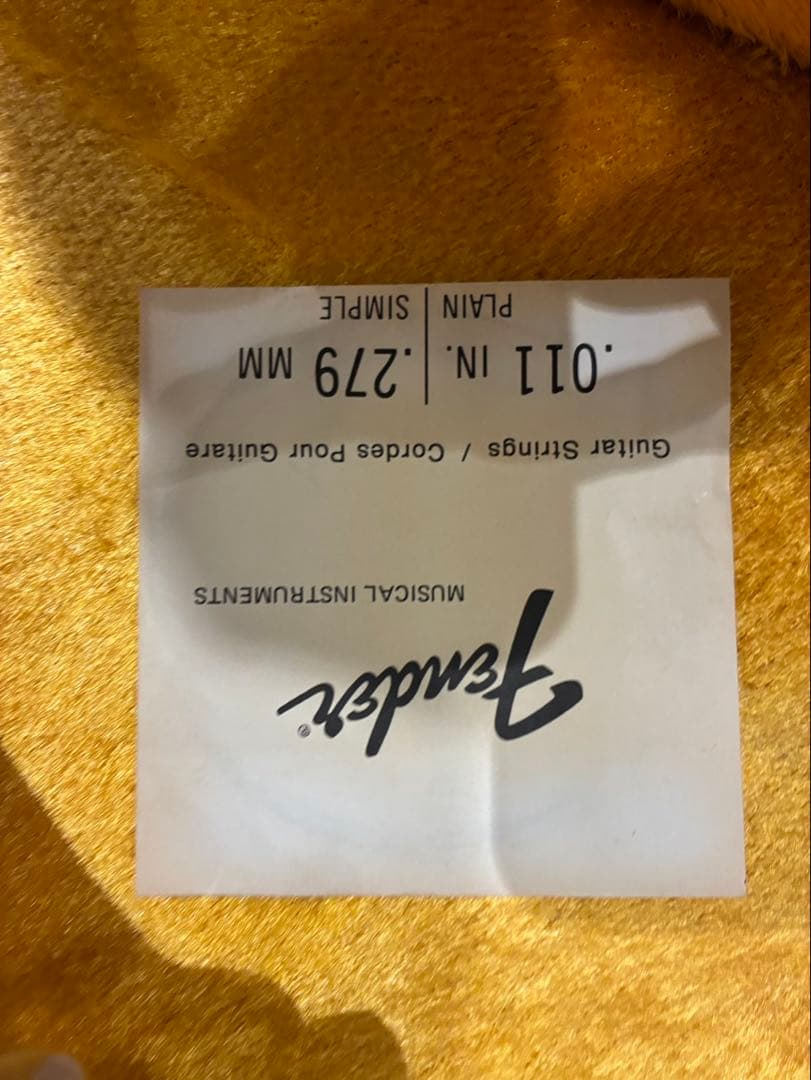 Fender®
MUSICAL INSTRUMENTS
Guitar Strings / Cordes Pour Guitare
.011 IN. | .279 MM
PLAIN | SIMPLE